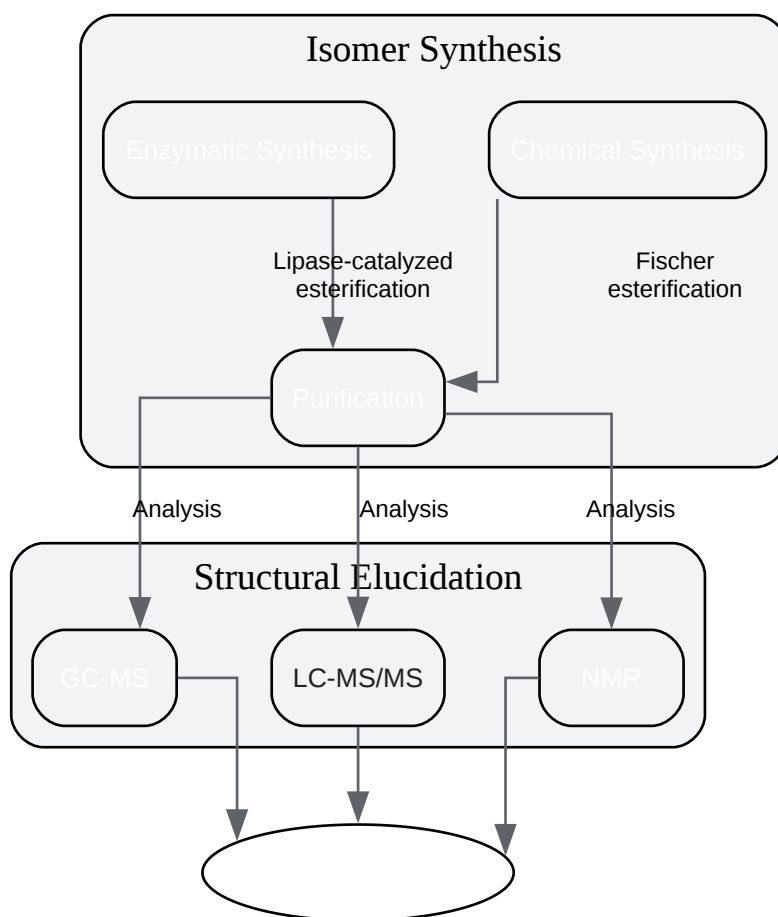 Isomer Synthesis
Enzymatic Synthesis
Chemical Synthesis
Lipase-catalyzed
esterification
Fischer
esterification
Purification
Analysis
Analysis
Analysis
Structural Elucidation
GC-MS
LC-MS/MS
NMR